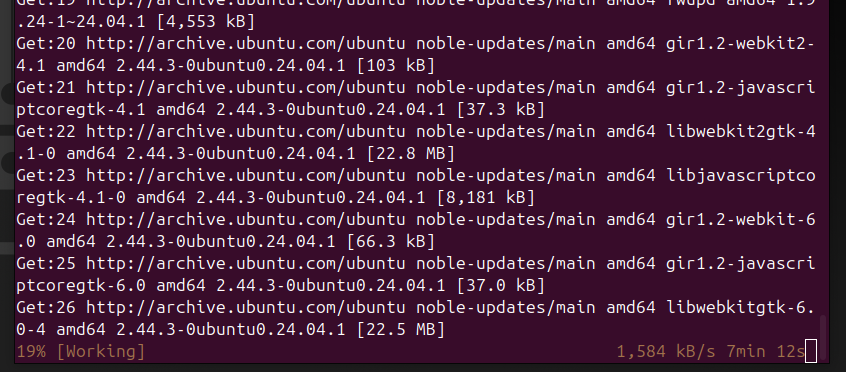 Get:19 http://archive.ubuntu.com/ubuntu noble-updates/main amd64 fwupd amd64 1.9
.24-1~24.04.1 [4,553 kB]
Get:20 http://archive.ubuntu.com/ubuntu noble-updates/main amd64 gir1.2-webkit2-
4.1 amd64 2.44.3-0ubuntu0.24.04.1 [103 kB]
Get:21 http://archive.ubuntu.com/ubuntu noble-updates/main amd64 gir1.2-javascri
ptcoregtk-4.1 amd64 2.44.3-0ubuntu0.24.04.1 [37.3 kB]
Get:22 http://archive.ubuntu.com/ubuntu noble-updates/main amd64 libwebkit2gtk-4
.1-0 amd64 2.44.3-0ubuntu0.24.04.1 [22.8 MB]
Get:23 http://archive.ubuntu.com/ubuntu noble-updates/main amd64 libjavascriptco
regtk-4.1-0 amd64 2.44.3-0ubuntu0.24.04.1 [8,181 kB]
Get:24 http://archive.ubuntu.com/ubuntu noble-updates/main amd64 gir1.2-webkit-6
.0 amd64 2.44.3-0ubuntu0.24.04.1 [66.3 kB]
Get:25 http://archive.ubuntu.com/ubuntu noble-updates/main amd64 gir1.2-javascri
ptcoregtk-6.0 amd64 2.44.3-0ubuntu0.24.04.1 [37.0 kB]
Get:26 http://archive.ubuntu.com/ubuntu noble-updates/main amd64 libwebkitgtk-6.
0-4 amd64 2.44.3-0ubuntu0.24.04.1 [22.5 MB]
19% [Working] 1,584 kB/s 7min 12s